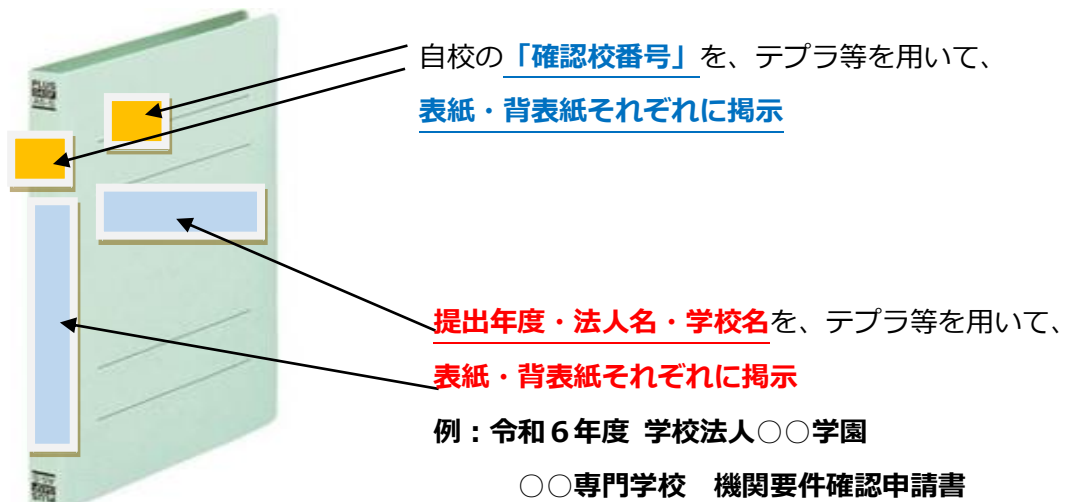 PLUS
自校の「確認校番号」を、テプラ等を用いて、
表紙・背表紙それぞれに掲示
提出年度・法人名・学校名を、テプラ等を用いて、
表紙・背表紙それぞれに掲示
例：令和６年度 学校法人○○学園
○○専門学校　機関要件確認申請書